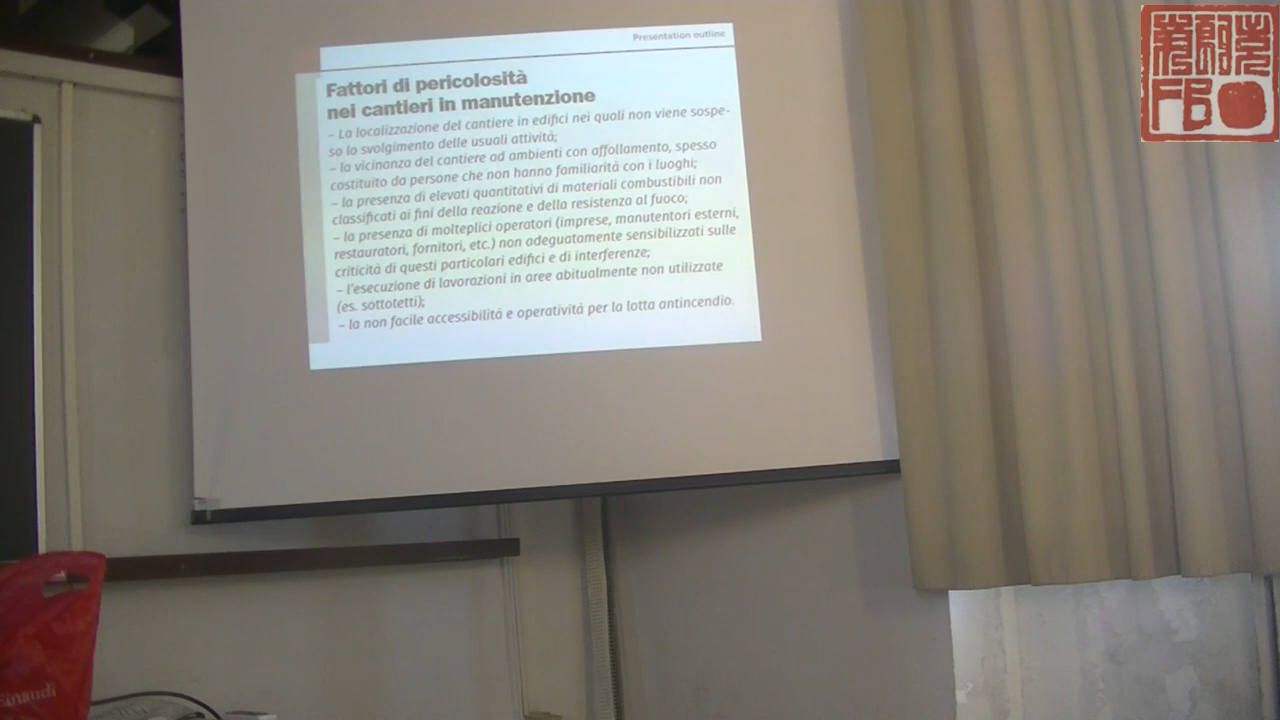 Presentation outline
Fattori di pericolosità
nei cantieri in manutenzione
– La localizzazione del cantiere in edifici nei quali non viene sospe-
so lo svolgimento delle usuali attività;
– la vicinanza del cantiere ad ambienti con affollamento, spesso
costituito da persone che non hanno familiarità con i luoghi;
– la presenza di elevati quantitativi di materiali combustibili non
classificati ai fini della reazione e della resistenza al fuoco;
– la presenza di molteplici operatori (imprese, manutentori esterni,
restauratori, fornitori, etc.) non adeguatamente sensibilizzati sulle
criticità di questi particolari edifici e di interferenze;
– l'esecuzione di lavorazioni in aree abitualmente non utilizzate
(es. sottotetti);
– la non facile accessibilità e operatività per la lotta antincendio.
Einaudi